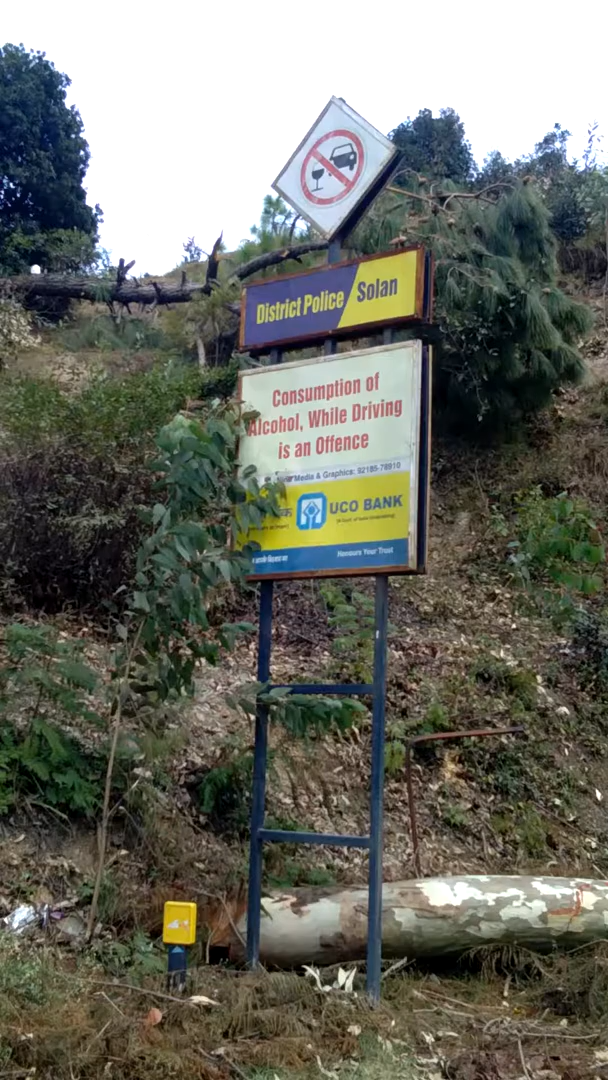 District Police Solan
Consumption of
Alcohol, While Driving
is an Offence
Media & Graphics: 92185-78910
UCO BANK
Honours Your Trust